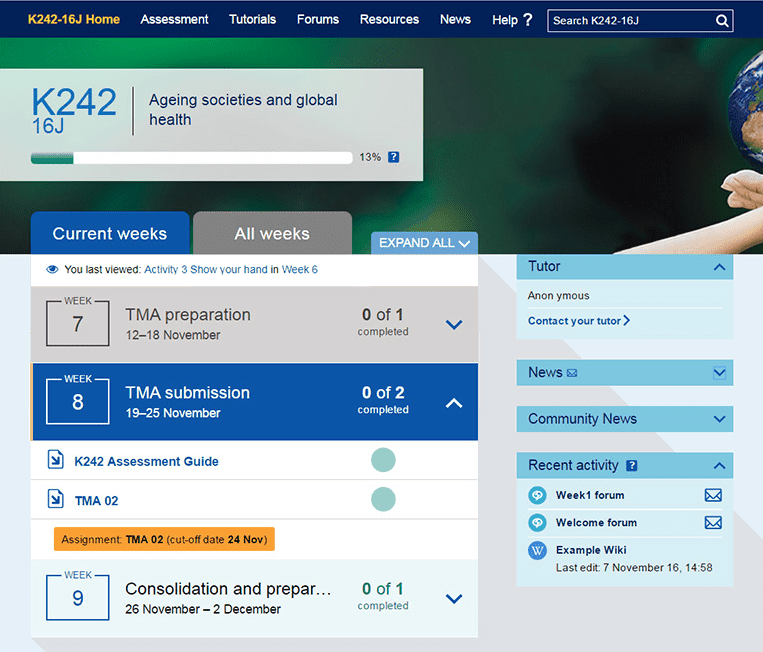 K242-16J Home Assessment Tutorials Forums Resources News Help ? Search K242-16J
K242
16J
Ageing societies and global
health
13% ?
Current weeks
All weeks
EXPAND ALL
You last viewed: Activity 3 Show your hand in Week 6
WEEK
7
TMA preparation
12–18 November
0 of 1
completed
WEEK
8
TMA submission
19–25 November
0 of 2
completed
K242 Assessment Guide
TMA 02
Assignment: TMA 02 (cut-off date 24 Nov)
WEEK
9
Consolidation and prepar…
26 November – 2 December
0 of 1
completed
Tutor
Anon ymous
Contact your tutor
News
Community News
Recent activity ?
Week1 forum
Welcome forum
W Example Wiki
Last edit: 7 November 16, 14:58